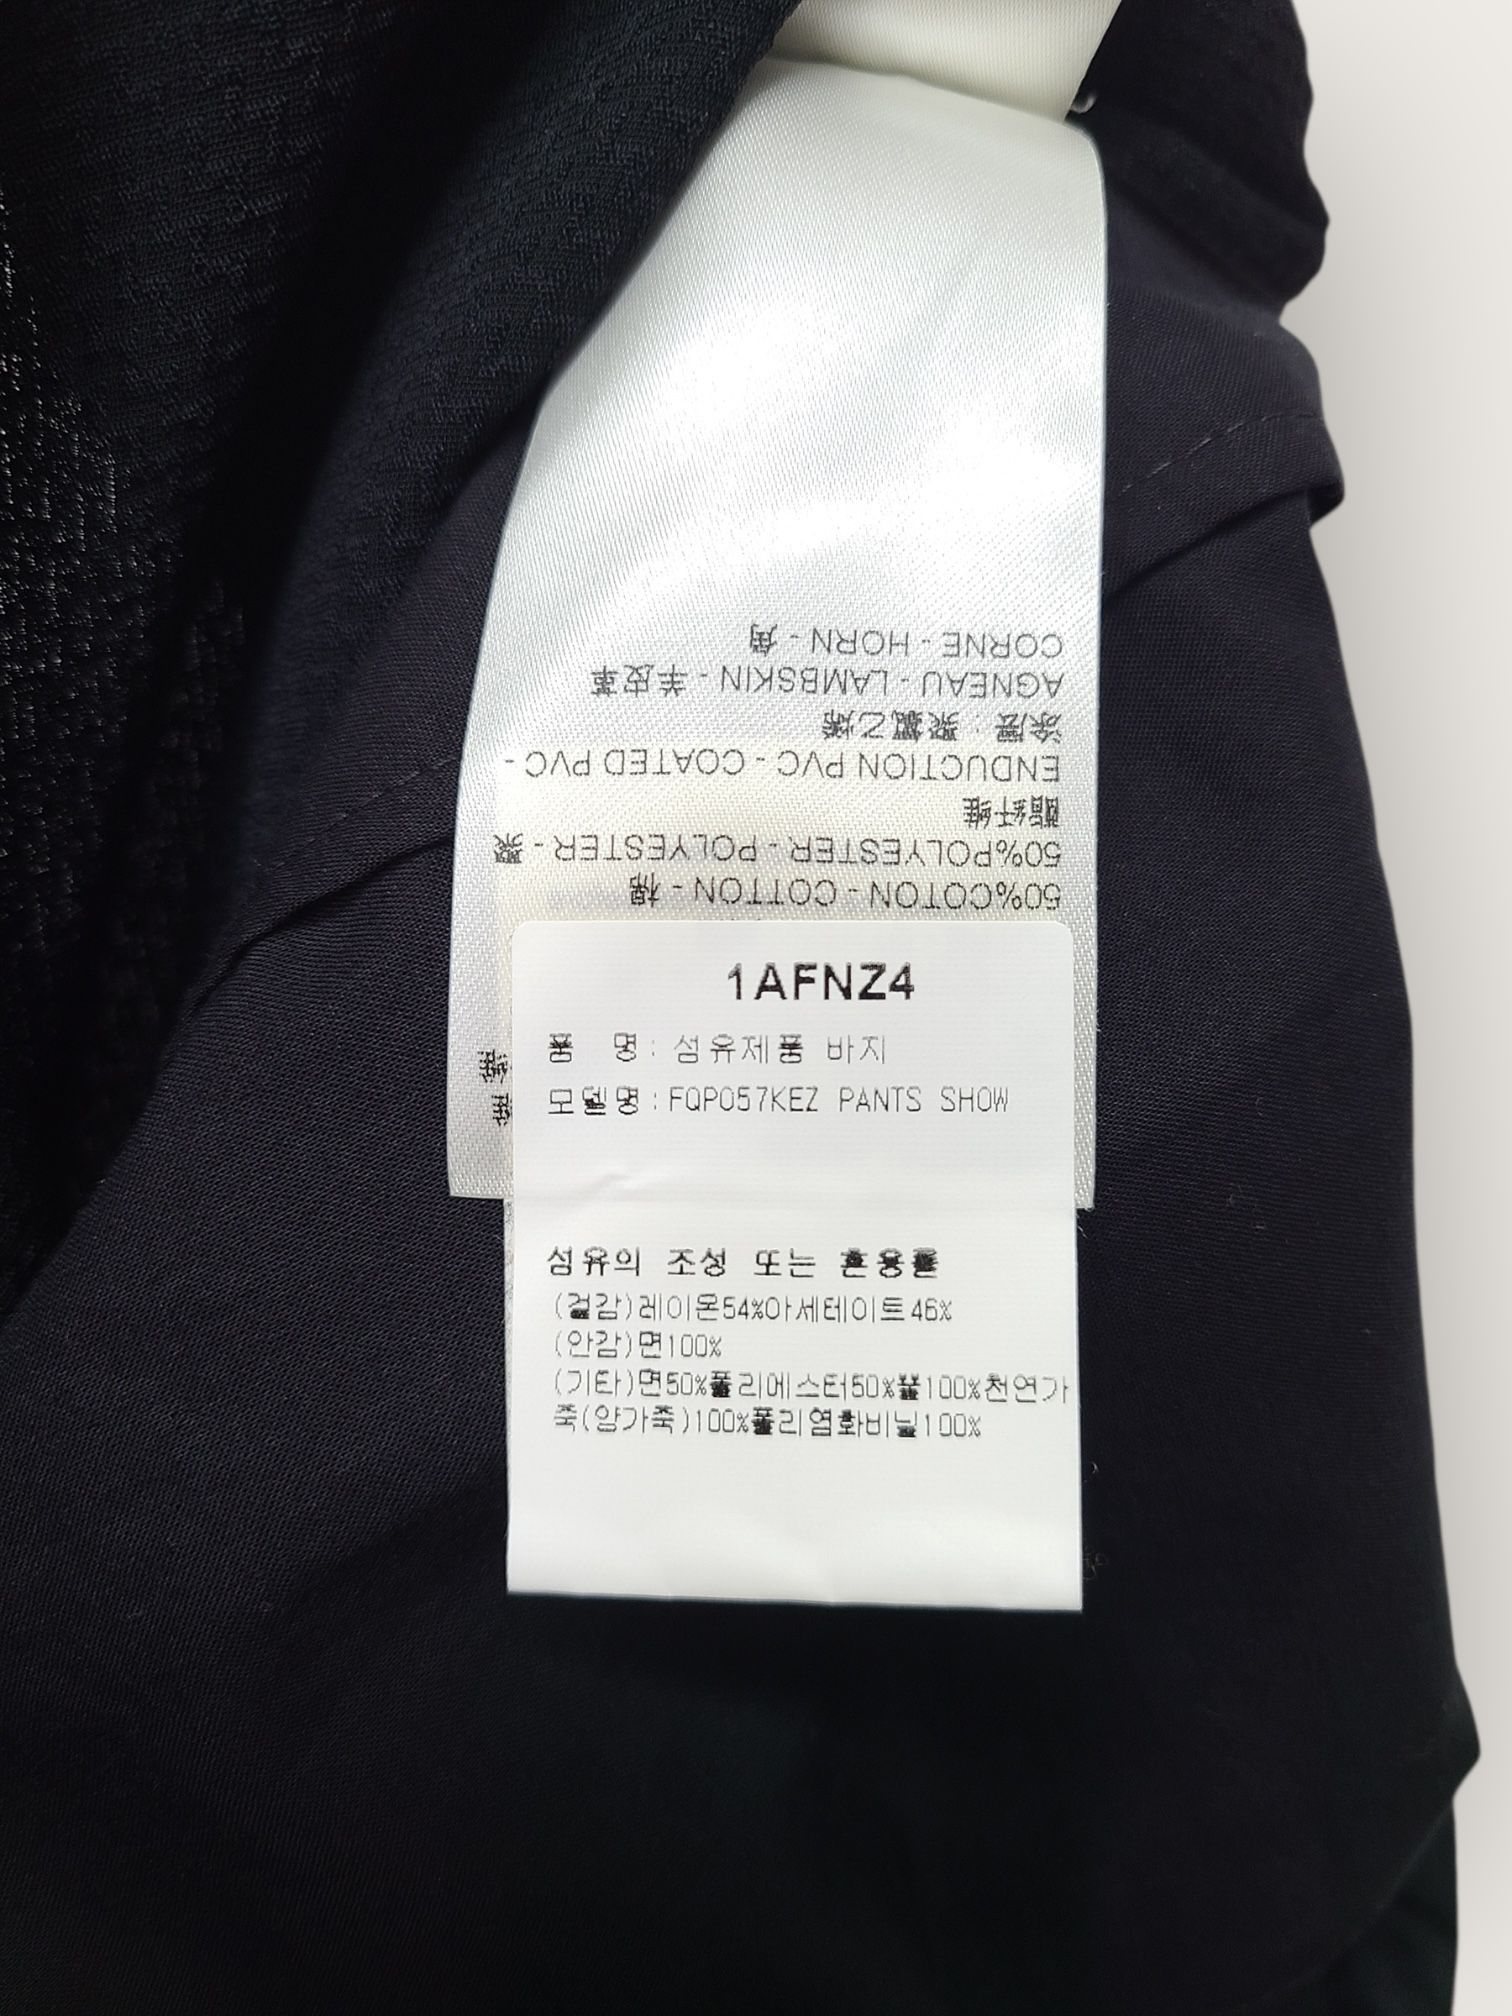 50%COTON - COTTON - 棉
50%POLYESTER - POLYESTER - 聚
酯纤维
ENDUCTION PVC - COATED PVC -
涂层：聚氯乙烯
AGNEAU - LAMBSKIN - 羊皮革
CORNE - HORN - 角
1AFNZ4
품 명: 섬유제품 바지
모델명:FQP057KEZ PANTS SHOW
섬유의 조성 또는 혼용률
(겉감)레이온54%아세테이트46%
(안감)면100%
(기타)면50%폴리에스터50%뿔100%천연가
죽(양가죽)100%폴리염화비닐100%